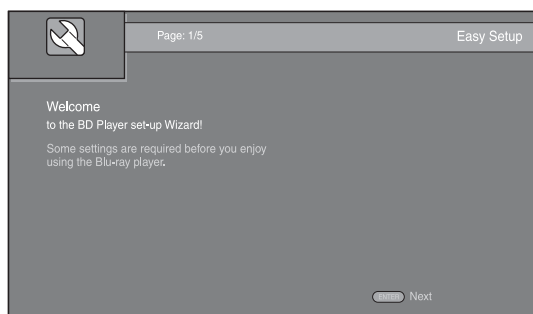 Page: 1/5
Easy Setup
Welcome
to the BD Player set-up Wizard!
Some settings are required before you enjoy
using the Blu-ray player.
ENTER Next